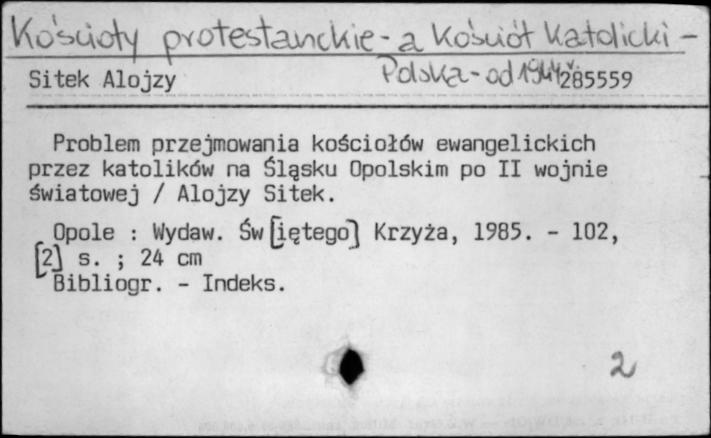 Kościoły protestanckie - a Kościół Katolicki -
Polska - od 1944 r.
Sitek Alojzy 285559
Problem przejmowania kościołów ewangelickich
przez katolików na Śląsku Opolskim po II wojnie
światowej / Alojzy Sitek.
Opole : Wydaw. Św[iętego] Krzyża, 1985. - 102,
[2] s. ; 24 cm
Bibliogr. - Indeks.
2